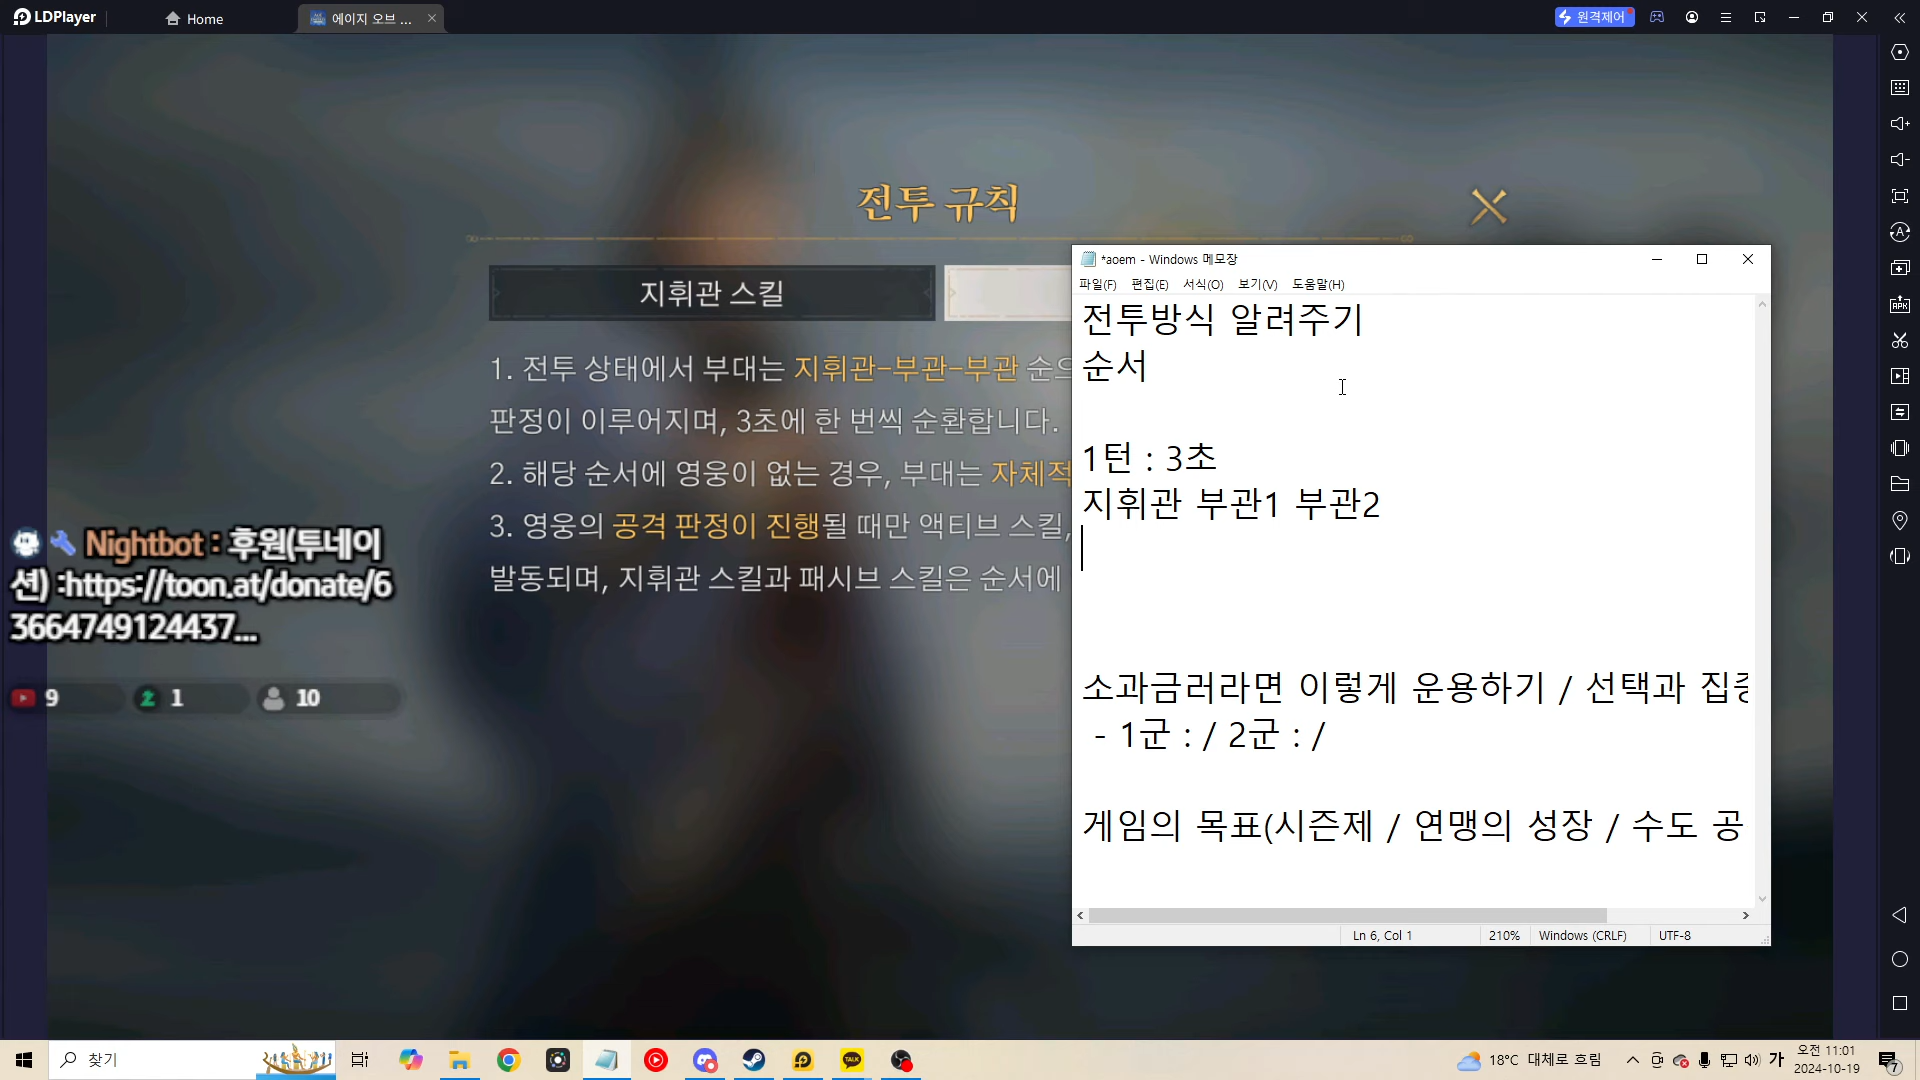 LDPlayer
Home
에이지 오브 ...
원격제어
전투 규칙
지휘관 스킬
1. 전투 상태에서 부대는 지휘관-부관-부관 순으
판정이 이루어지며, 3초에 한 번씩 순환합니다.
2. 해당 순서에 영웅이 없는 경우, 부대는 자체적
3. 영웅의 공격 판정이 진행될 때만 액티브 스킬,
발동되며, 지휘관 스킬과 패시브 스킬은 순서에
Nightbot : 후원(투네이
션) :https://toon.at/donate/6
3664749124437...
9
1
10
*aoem - Windows 메모장
파일(F) 편집(E) 서식(O) 보기(V) 도움말(H)
전투방식 알려주기
순서
1턴 : 3초
지휘관 부관1 부관2
소과금러라면 이렇게 운용하기 / 선택과 집중
- 1군 : / 2군 : /
게임의 목표(시즌제 / 연맹의 성장 / 수도 공
Ln 6, Col 1
210%
Windows (CRLF)
UTF-8
APK
찾기
TALK
18°C 대체로 흐림
가
오전 11:01
2024-10-19
7